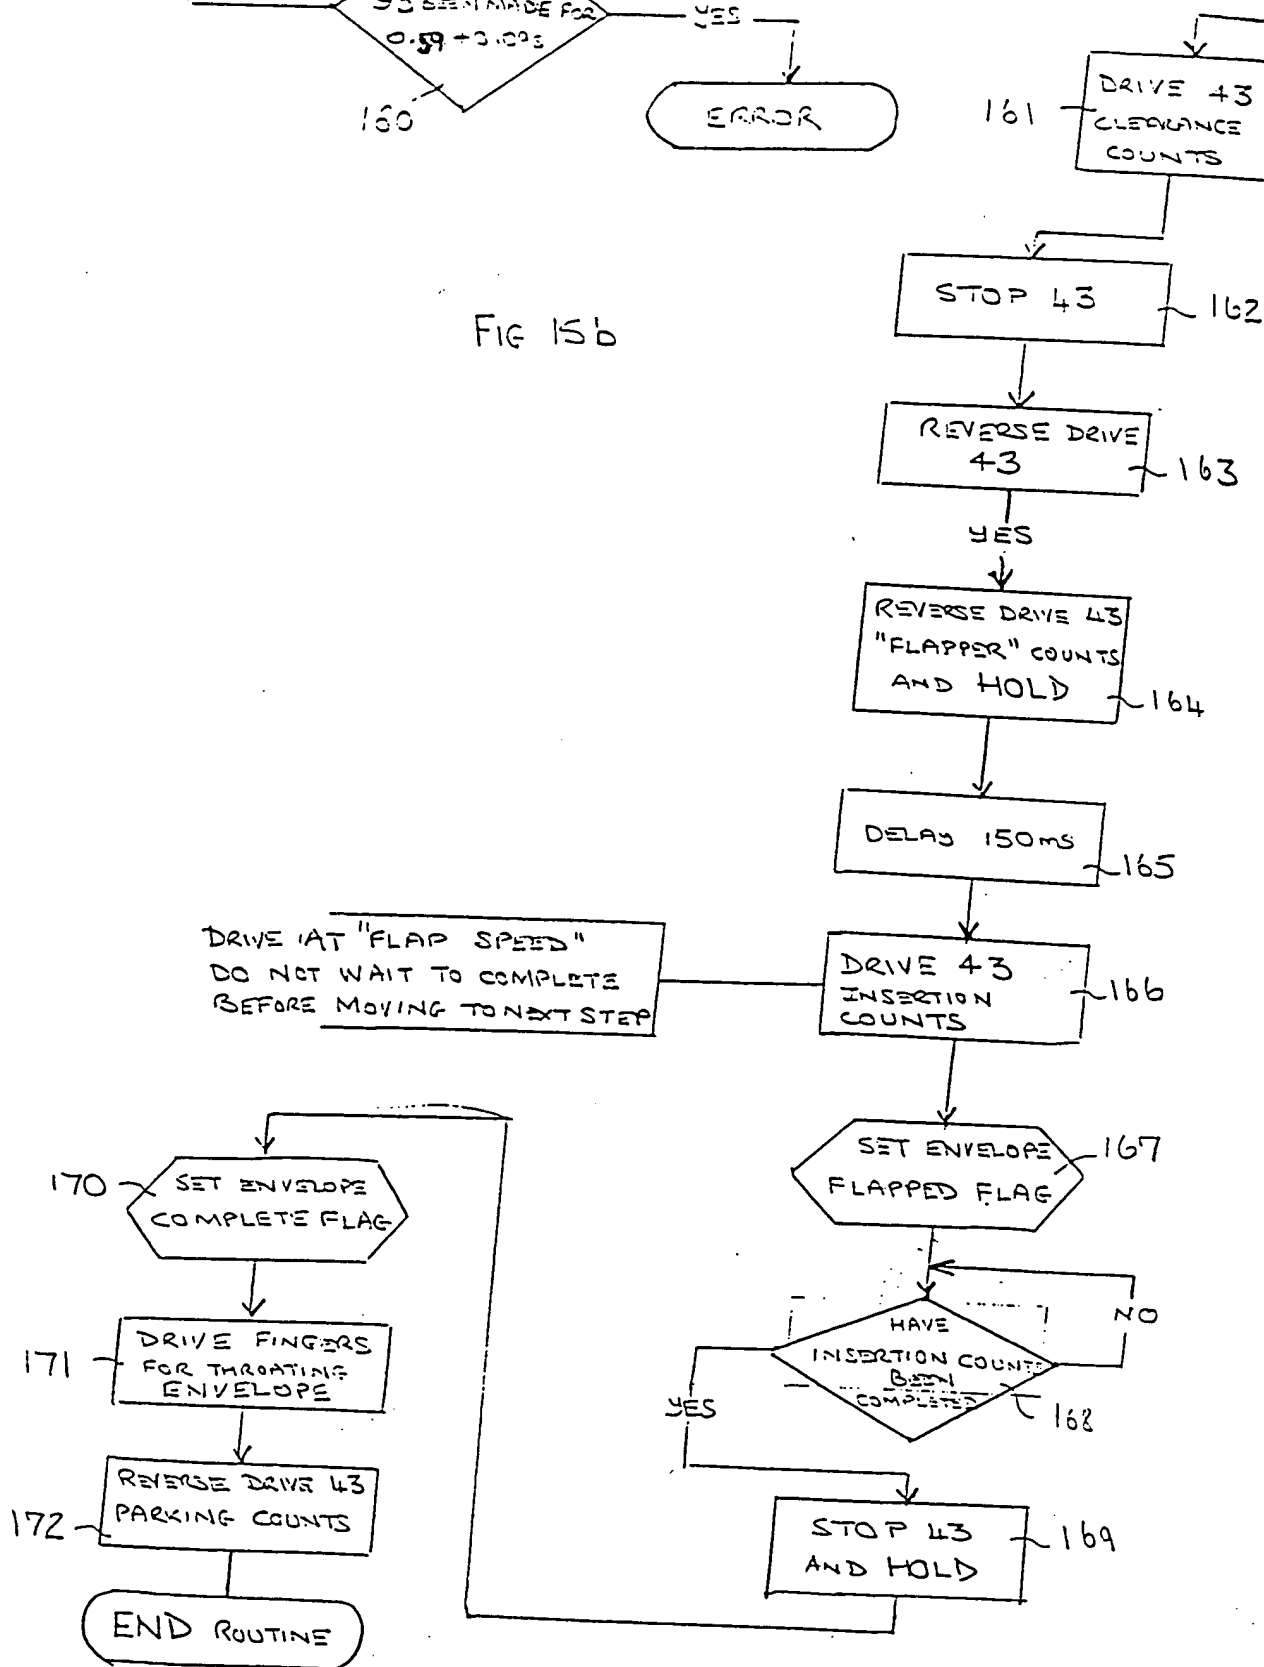 BEEN MADE FOR
YES
160
ERROR
161
DRIVE 43
CLEARANCE
COUNTS
STOP 43
162
FIG 15b
REVERSE DRIVE
43
163
YES
REVERSE DRIVE 43
"FLAPPER" COUNTS
AND HOLD
164
DELAY 150ms
165
DRIVE AT "FLAP SPEED"
DO NOT WAIT TO COMPLETE
BEFORE MOVING TO NEXT STEP
DRIVE 43
INSERTION
COUNTS
166
SET ENVELOPE
FLAPPED FLAG
167
170
SET ENVELOPE
COMPLETE FLAG
HAVE
INSERTION COUNTS
BEEN
COMPLETED
NO
YES
168
171
DRIVE FINGERS
FOR THROATING
ENVELOPE
172
REVERSE DRIVE 43
PARKING COUNTS
STOP 43
AND HOLD
169
END ROUTINE